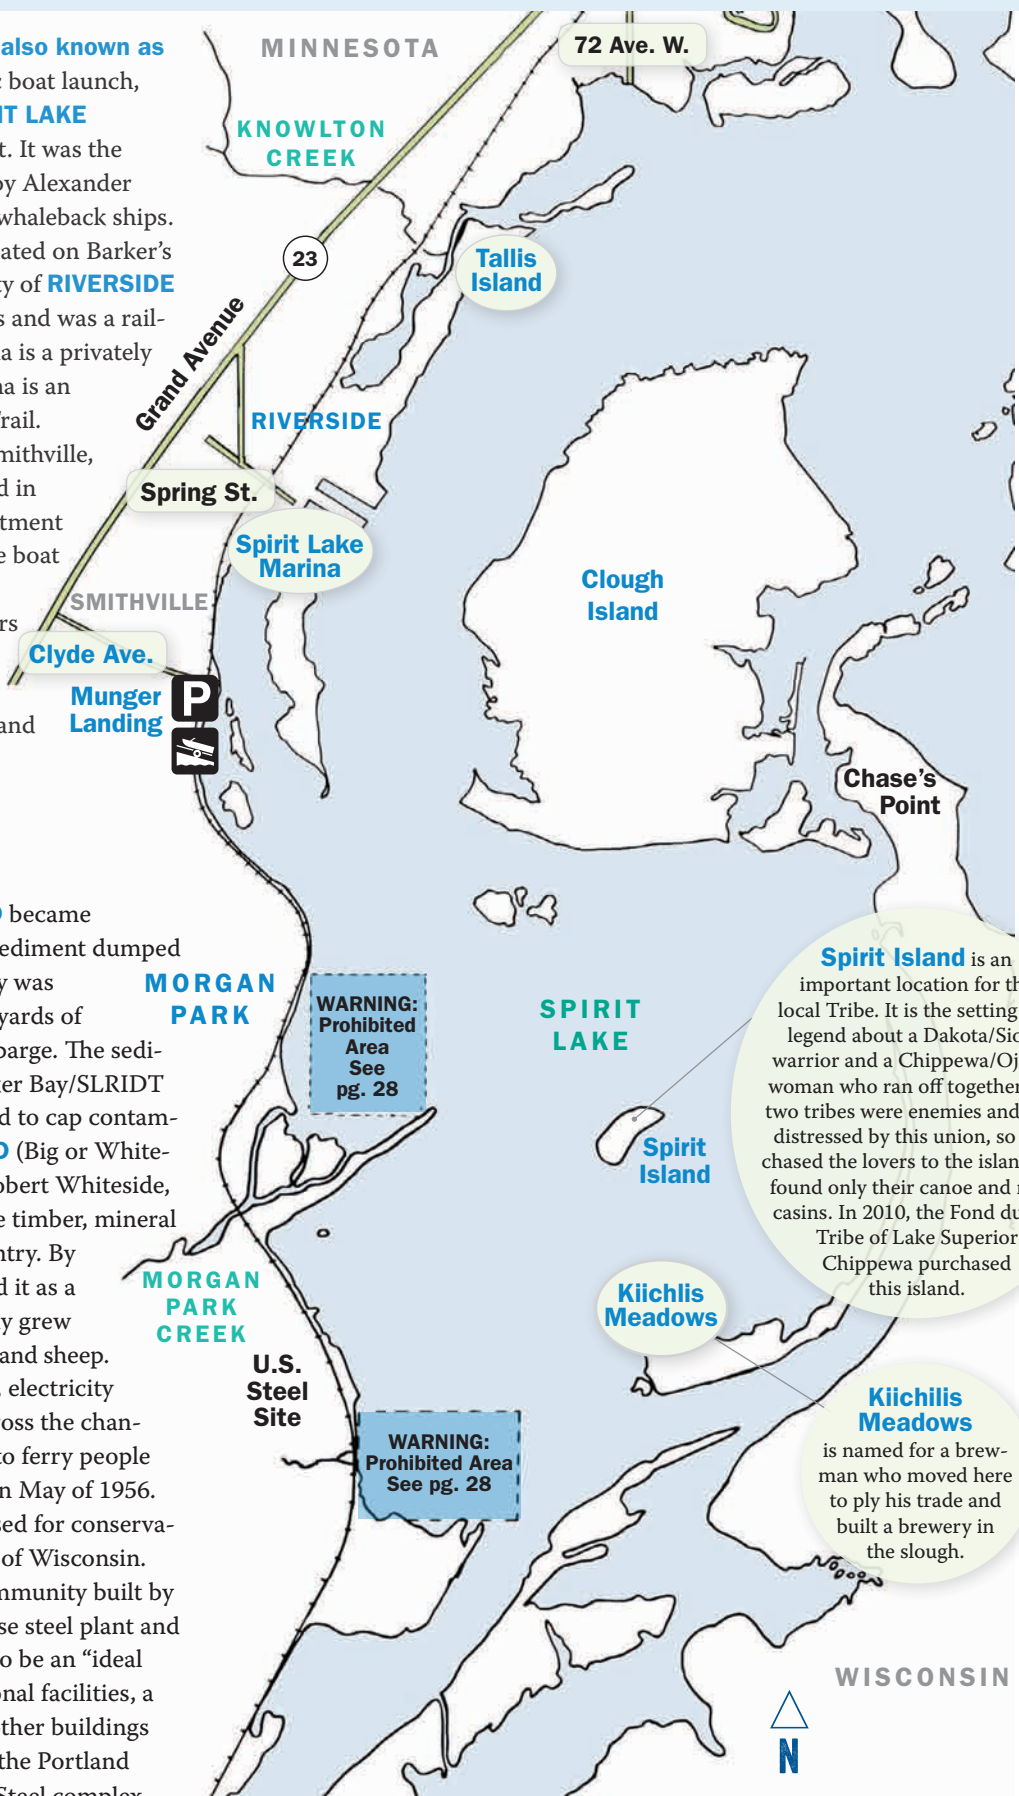 also known as
boat launch,
IT LAKE
t. It was the
by Alexander
whaleback ships.
ated on Barker's
ty of RIVERSIDE
s and was a rail-
a is a privately
na is an
rail.
mithville,
d in
tment
e boat
rs
and
became
ediment dumped
y was
yards of
barge. The sedi-
ker Bay/SLRIDT
d to cap contam-
D (Big or White-
obert Whiteside,
e timber, mineral
ntry. By
d it as a
y grew
and sheep.
, electricity
ross the chan-
to ferry people
n May of 1956.
sed for conserva-
of Wisconsin.
mmunity built by
se steel plant and
o be an “ideal
onal facilities, a
ther buildings
the Portland
Steel complex
MINNESOTA
72 Ave. W.
KNOWLTON
CREEK
23
Tallis
Island
Grand Avenue
RIVERSIDE
Spring St.
Spirit Lake
Marina
Clough
Island
SMITHVILLE
Clyde Ave.
Munger
Landing
P
Chase's
Point
MORGAN
PARK
WARNING:
Prohibited
Area
See
pg. 28
SPIRIT
LAKE
Spirit Island is an
important location for th
local Tribe. It is the setting
legend about a Dakota/Sio
warrior and a Chippewa/Oj
woman who ran off together
two tribes were enemies and
distressed by this union, so
chased the lovers to the islan
found only their canoe and
casins. In 2010, the Fond du
Tribe of Lake Superior
Chippewa purchased
this island.
Spirit
Island
MORGAN
PARK
CREEK
Kiichlis
Meadows
U.S.
Steel
Site
WARNING:
Prohibited Area
See pg. 28
Kiichilis
Meadows
is named for a brew-
man who moved here
to ply his trade and
built a brewery in
the slough.
WISCONSIN
N